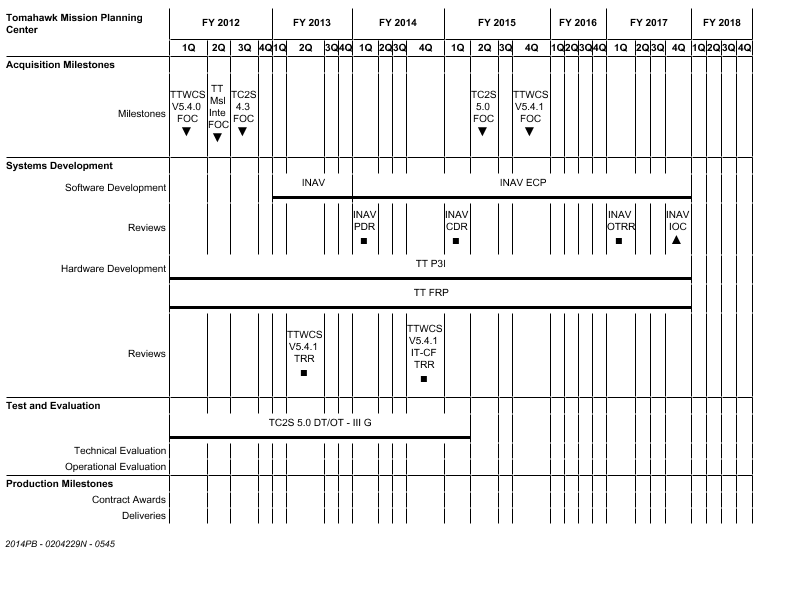 Tomahawk Mission Planning
Center
FY 2012 FY 2013 FY 2014 FY 2015 FY 2016 FY 2017 FY 2018
1Q 2Q 3Q 4Q 1Q 2Q 3Q 4Q 1Q 2Q 3Q 4Q 1Q 2Q 3Q 4Q 1Q 2Q 3Q 4Q 1Q 2Q 3Q 4Q 1Q 2Q 3Q 4Q
Acquisition Milestones
Milestones
TTWCS
V5.4.0
FOC
TT
Msl
Inte
FOC
TC2S
4.3
FOC
TC2S
5.0
FOC
TTWCS
V5.4.1
FOC
Systems Development
Software Development
INAV
INAV ECP
Reviews
INAV
PDR
INAV
CDR
INAV
OTRR
INAV
IOC
Hardware Development
TT P3I
TT FRP
Reviews
TTWCS
V5.4.1
TRR
TTWCS
V5.4.1
IT-CF
TRR
Test and Evaluation
TC2S 5.0 DT/OT - III G
Technical Evaluation
Operational Evaluation
Production Milestones
Contract Awards
Deliveries
2014PB - 0204229N - 0545